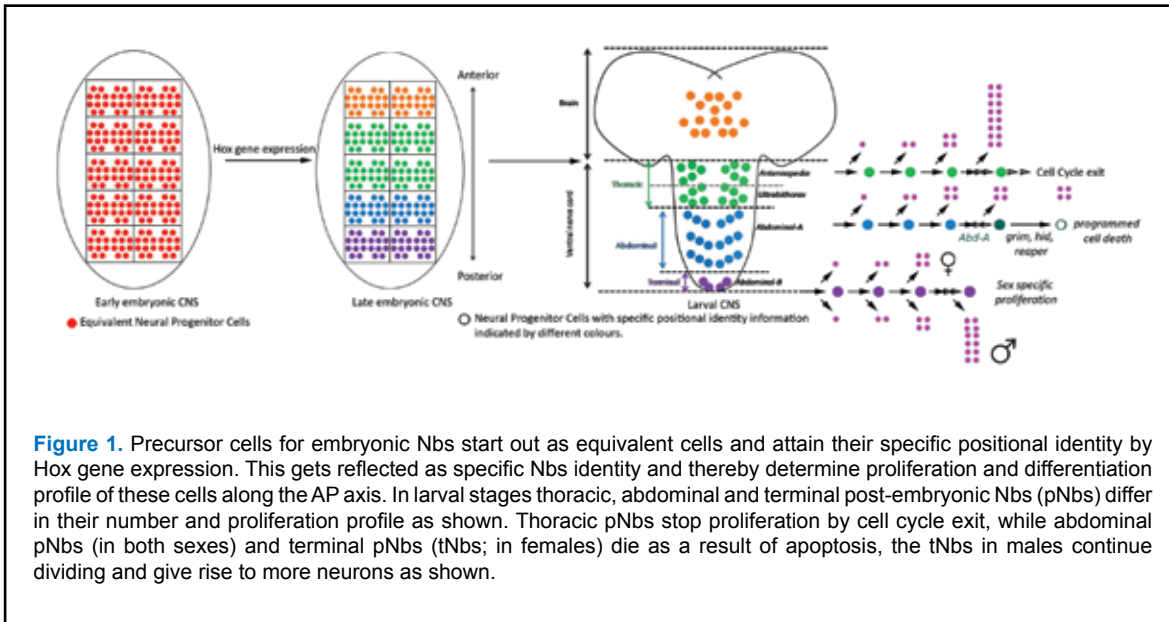 Anterior
Brain
Hox gene expression
Cell Cycle exit
Antennapedia
Thoracic
Ultrabithorax
Ventral nerve cord
Abdominal-A
Abdominal
Abd-A
grim, hid,
reaper
programmed
cell death
♀
Posterior
Terminal
Abdominal-B
Sex specific
proliferation
Early embryonic CNS
Late embryonic CNS
Larval CNS
Equivalent Neural Progenitor Cells
Neural Progenitor Cells with specific positional identity information
indicated by different colours.
♂
Figure 1. Precursor cells for embryonic Nbs start out as equivalent cells and attain their specific positional identity by
Hox gene expression. This gets reflected as specific Nbs identity and thereby determine proliferation and differentiation
profile of these cells along the AP axis. In larval stages thoracic, abdominal and terminal post-embryonic Nbs (pNbs) differ
in their number and proliferation profile as shown. Thoracic pNbs stop proliferation by cell cycle exit, while abdominal
pNbs (in both sexes) and terminal pNbs (tNbs; in females) die as a result of apoptosis, the tNbs in males continue
dividing and give rise to more neurons as shown.